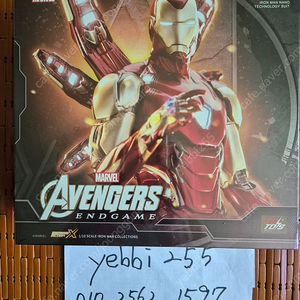 IRON MAN NANO
TECHNOLOGY SUIT
MARVEL
AVENGERS
ENDGAME
1:10 SCALE IRON MAN COLLECTIONS
TOYS
yebbi 255
010 2562 1597